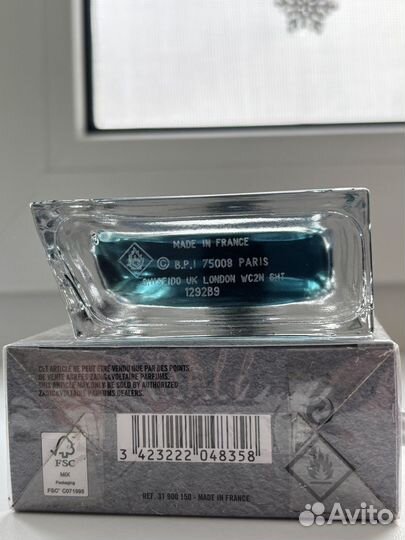 MADE IN FRANCE
© B.P.I 75008 PARIS
SHYSEIDO UK LONDON WC2N 6HT
1292B9
CET ARTICLE NE PEUT ÊTRE VENDU QUE PAR DES POINTS
DE VENTE AGRÉÉS ZADIG&VOLTAIRE PARFUMS.
THIS ARTICLE MAY ONLY BE SOLD BY AUTHORIZED
ZADIG&VOLTAIRE PARFUMS DEALERS.
FSC
MIX
Packaging
FSC® C071995
3 423222 048358
REF. 31 900 150 - MADE IN FRANCE
Avito